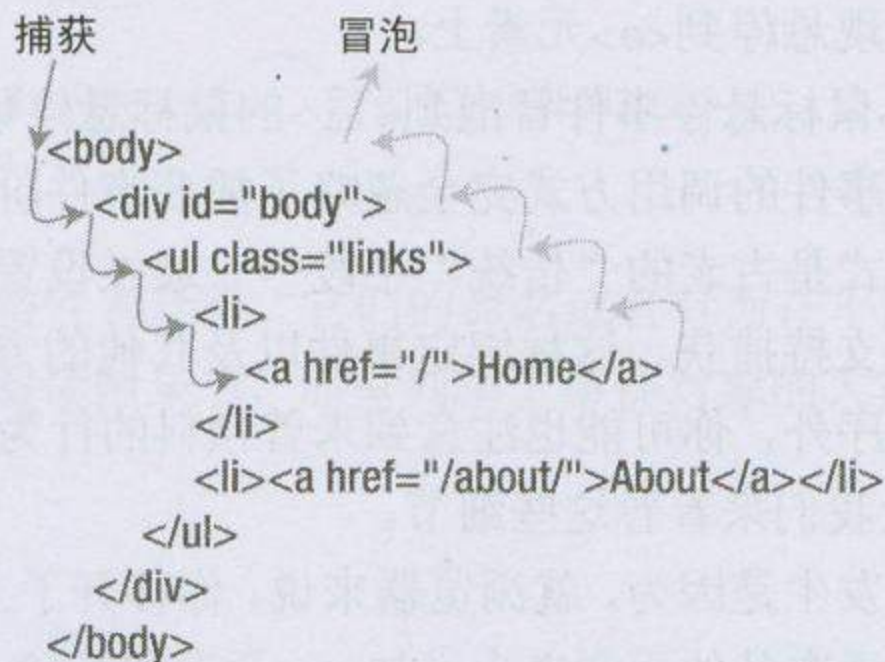 捕获 冒泡
<body>
<div id="body">
<ul class="links">
<li>
<a href="/">Home</a>
</li>
<li><a href="/about/">About</a></li>
</ul>
</div>
</body>